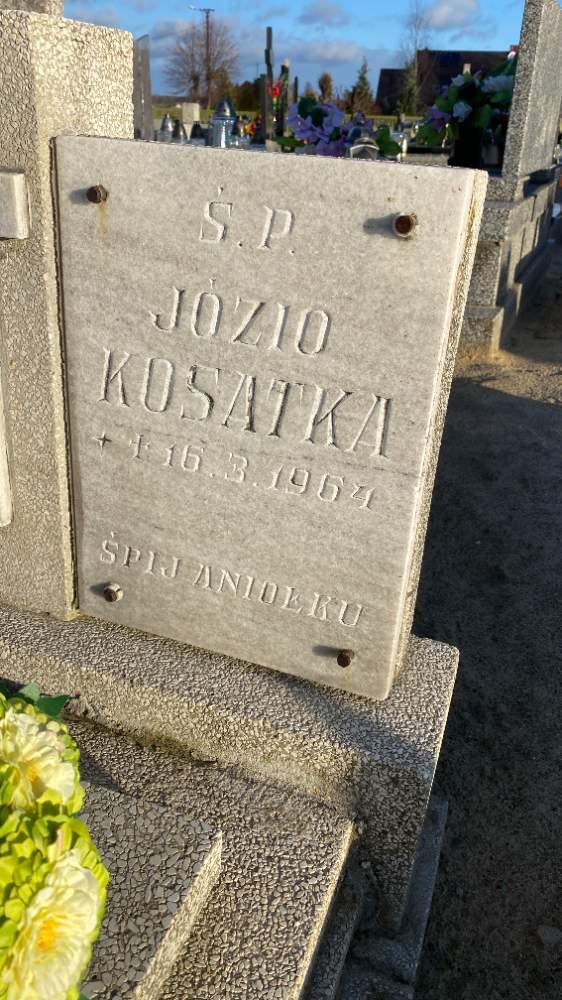 Ś.P.
JÓZIO
KOSATKA
+ † 16.3.1964
ŚPIJ ANIOŁKU